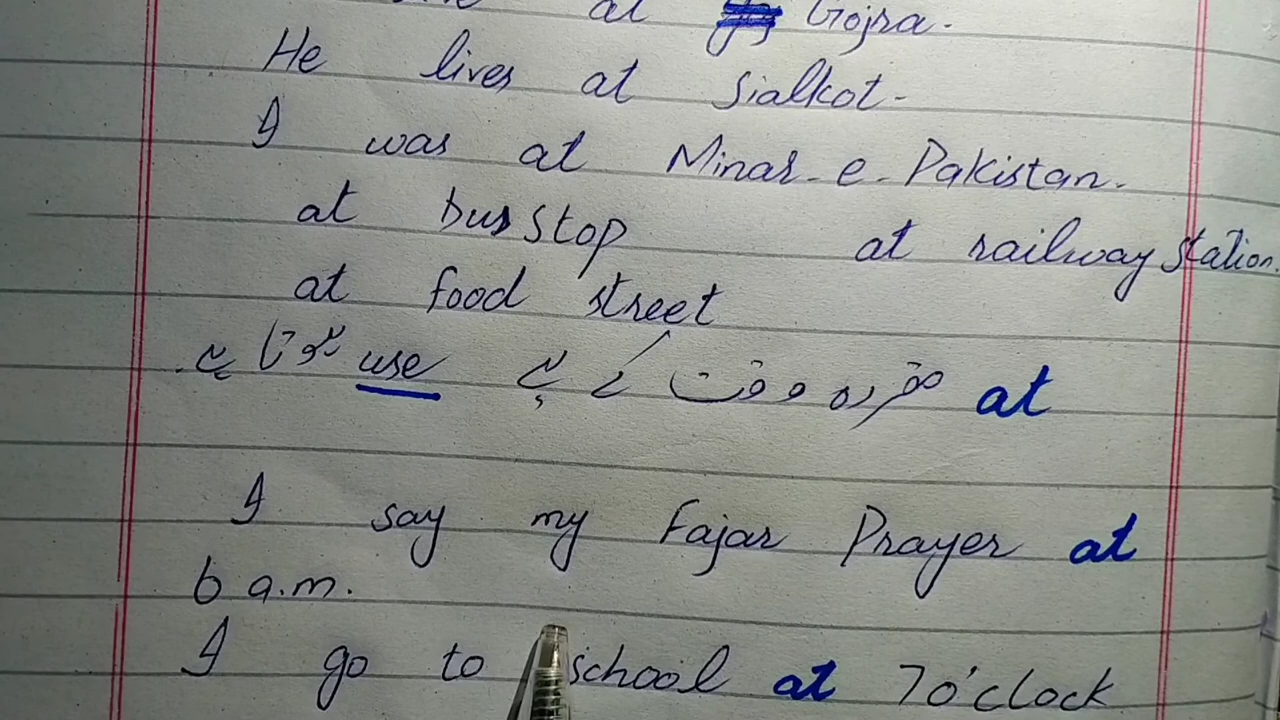 at Gojra.
He lives at Sialkot.
I was at Minar-e-Pakistan.
at bus stop at railway station.
at food street
at مقررہ وقت کے لیے use ہوتا ہے.
I say my Fajar Prayer at
6 a.m.
I go to school at 7 o'clock